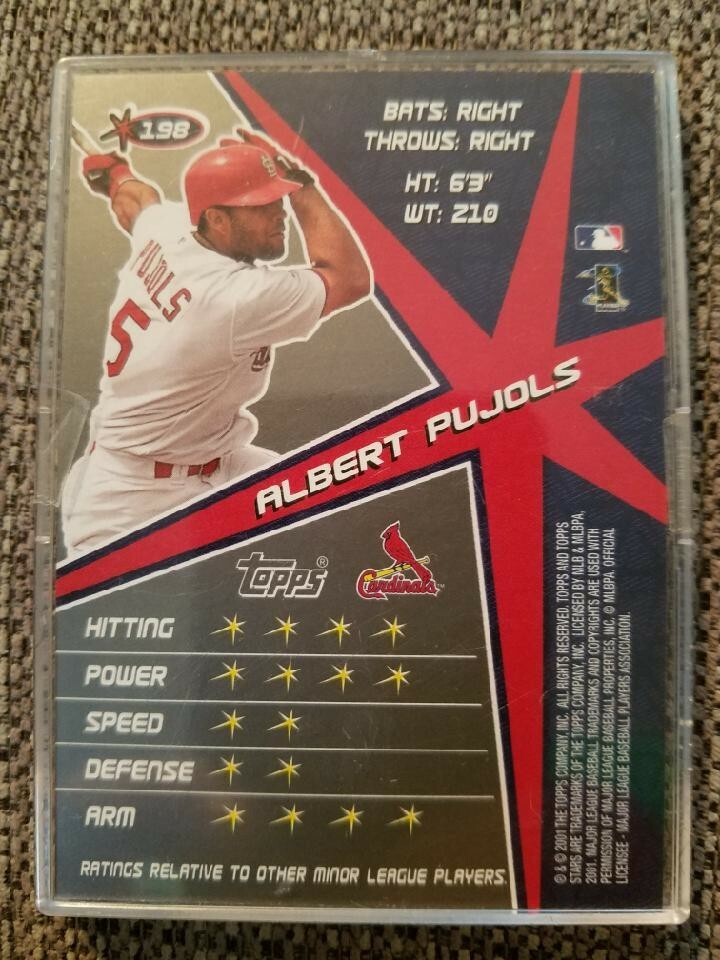 198
BATS: RIGHT
THROWS: RIGHT
HT: 6'3"
WT: 210
PUJOLS
5
ALBERT PUJOLS
topps®
Cardinals
HITTING
POWER
SPEED
DEFENSE
ARM
RATINGS RELATIVE TO OTHER MINOR LEAGUE PLAYERS.
® & © 2001 THE TOPPS COMPANY, INC. ALL RIGHTS RESERVED. TOPPS AND TOPPS
STARS ARE TRADEMARKS OF THE TOPPS COMPANY, INC. LICENSED BY MLB & MLBPA,
2001. MAJOR LEAGUE BASEBALL TRADEMARKS AND COPYRIGHTS ARE USED WITH
PERMISSION OF MAJOR LEAGUE BASEBALL PROPERTIES, INC. © MLBPA, OFFICIAL
LICENSEE - MAJOR LEAGUE BASEBALL PLAYERS ASSOCIATION.